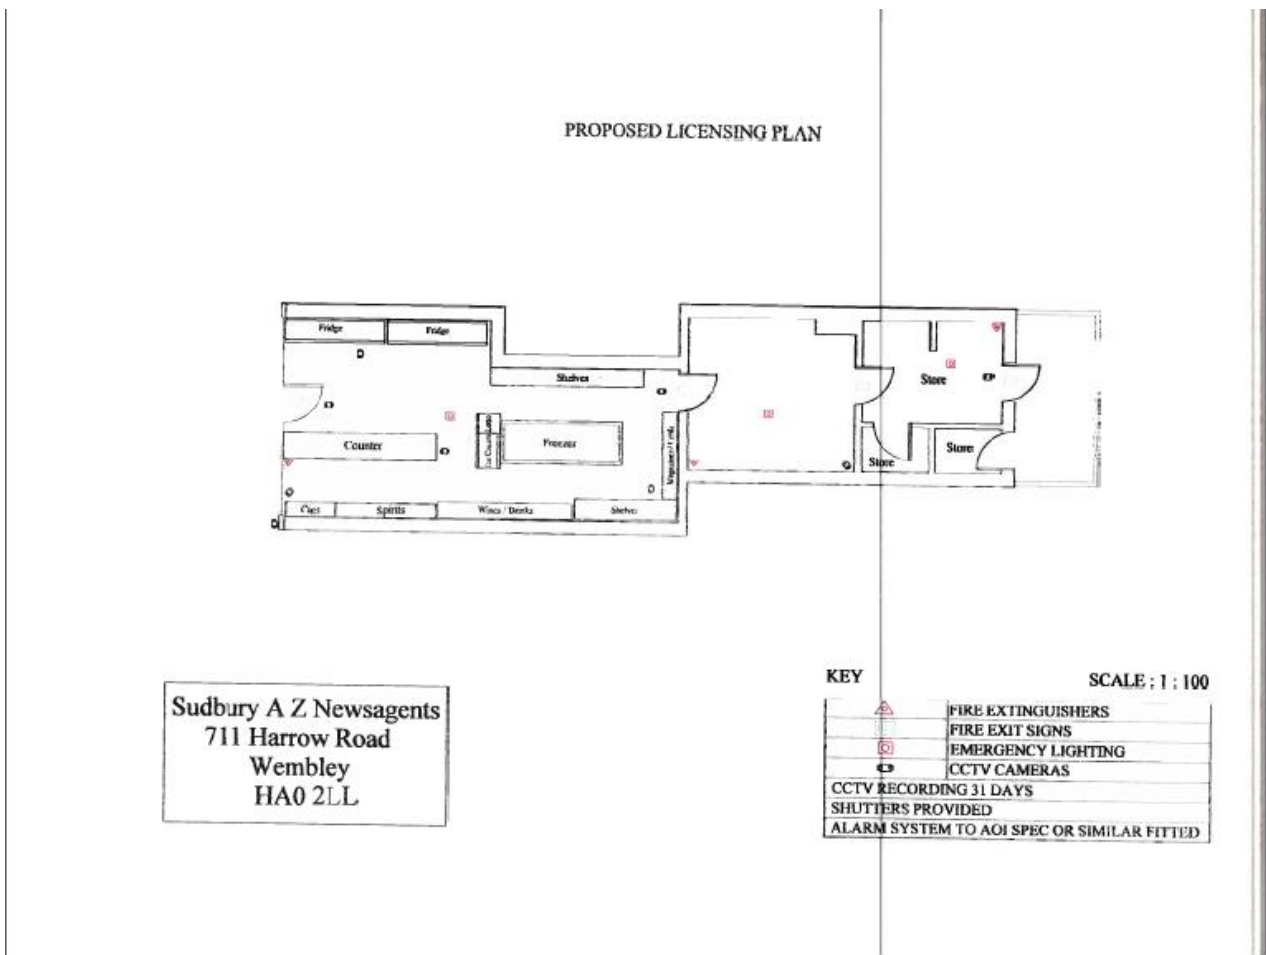 PROPOSED LICENSING PLAN
Fridge
Fridge
Shelves
Store
Counter
Freezer
Store
Store
Spirits
Wines / Drinks
Shelves
Sudbury A Z Newsagents
711 Harrow Road
Wembley
HA0 2LL
KEY
SCALE : 1 : 100
FIRE EXTINGUISHERS
FIRE EXIT SIGNS
EMERGENCY LIGHTING
CCTV CAMERAS
CCTV RECORDING 31 DAYS
SHUTTERS PROVIDED
ALARM SYSTEM TO AOI SPEC OR SIMILAR FITTED